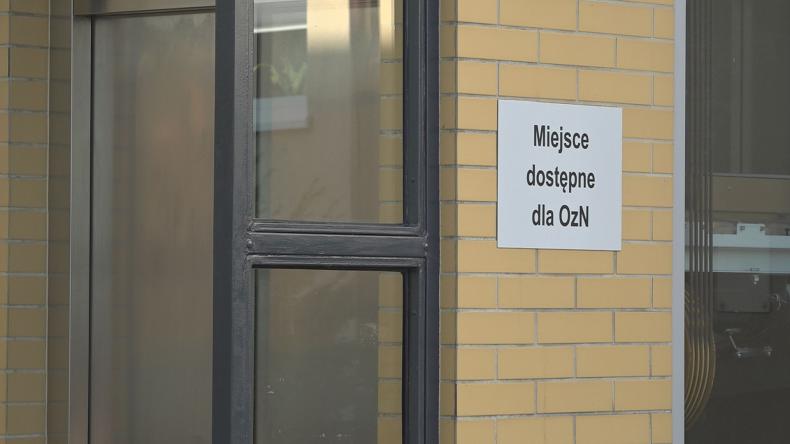 Miejsce
dostępne
dla OzN